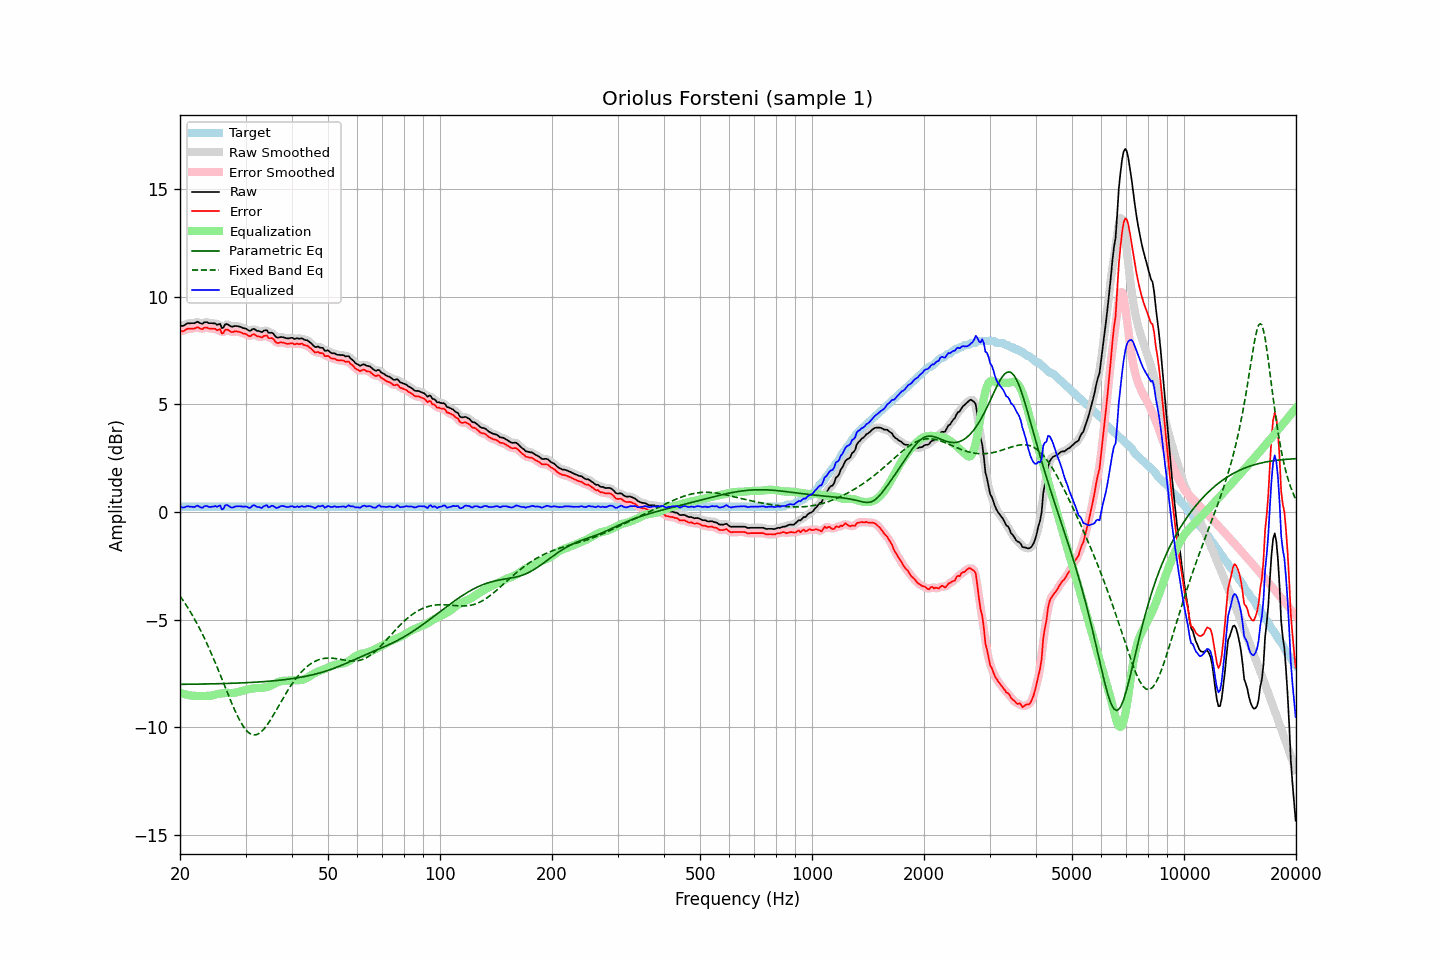 Oriolus Forsteni (sample 1)
Target
Raw Smoothed
Error Smoothed
Raw
Error
Equalization
Parametric Eq
Fixed Band Eq
Equalized
15
10
5
0
−5
−10
−15
Amplitude (dBr)
20 50 100 200 500 1000 2000 5000 10000 20000
Frequency (Hz)